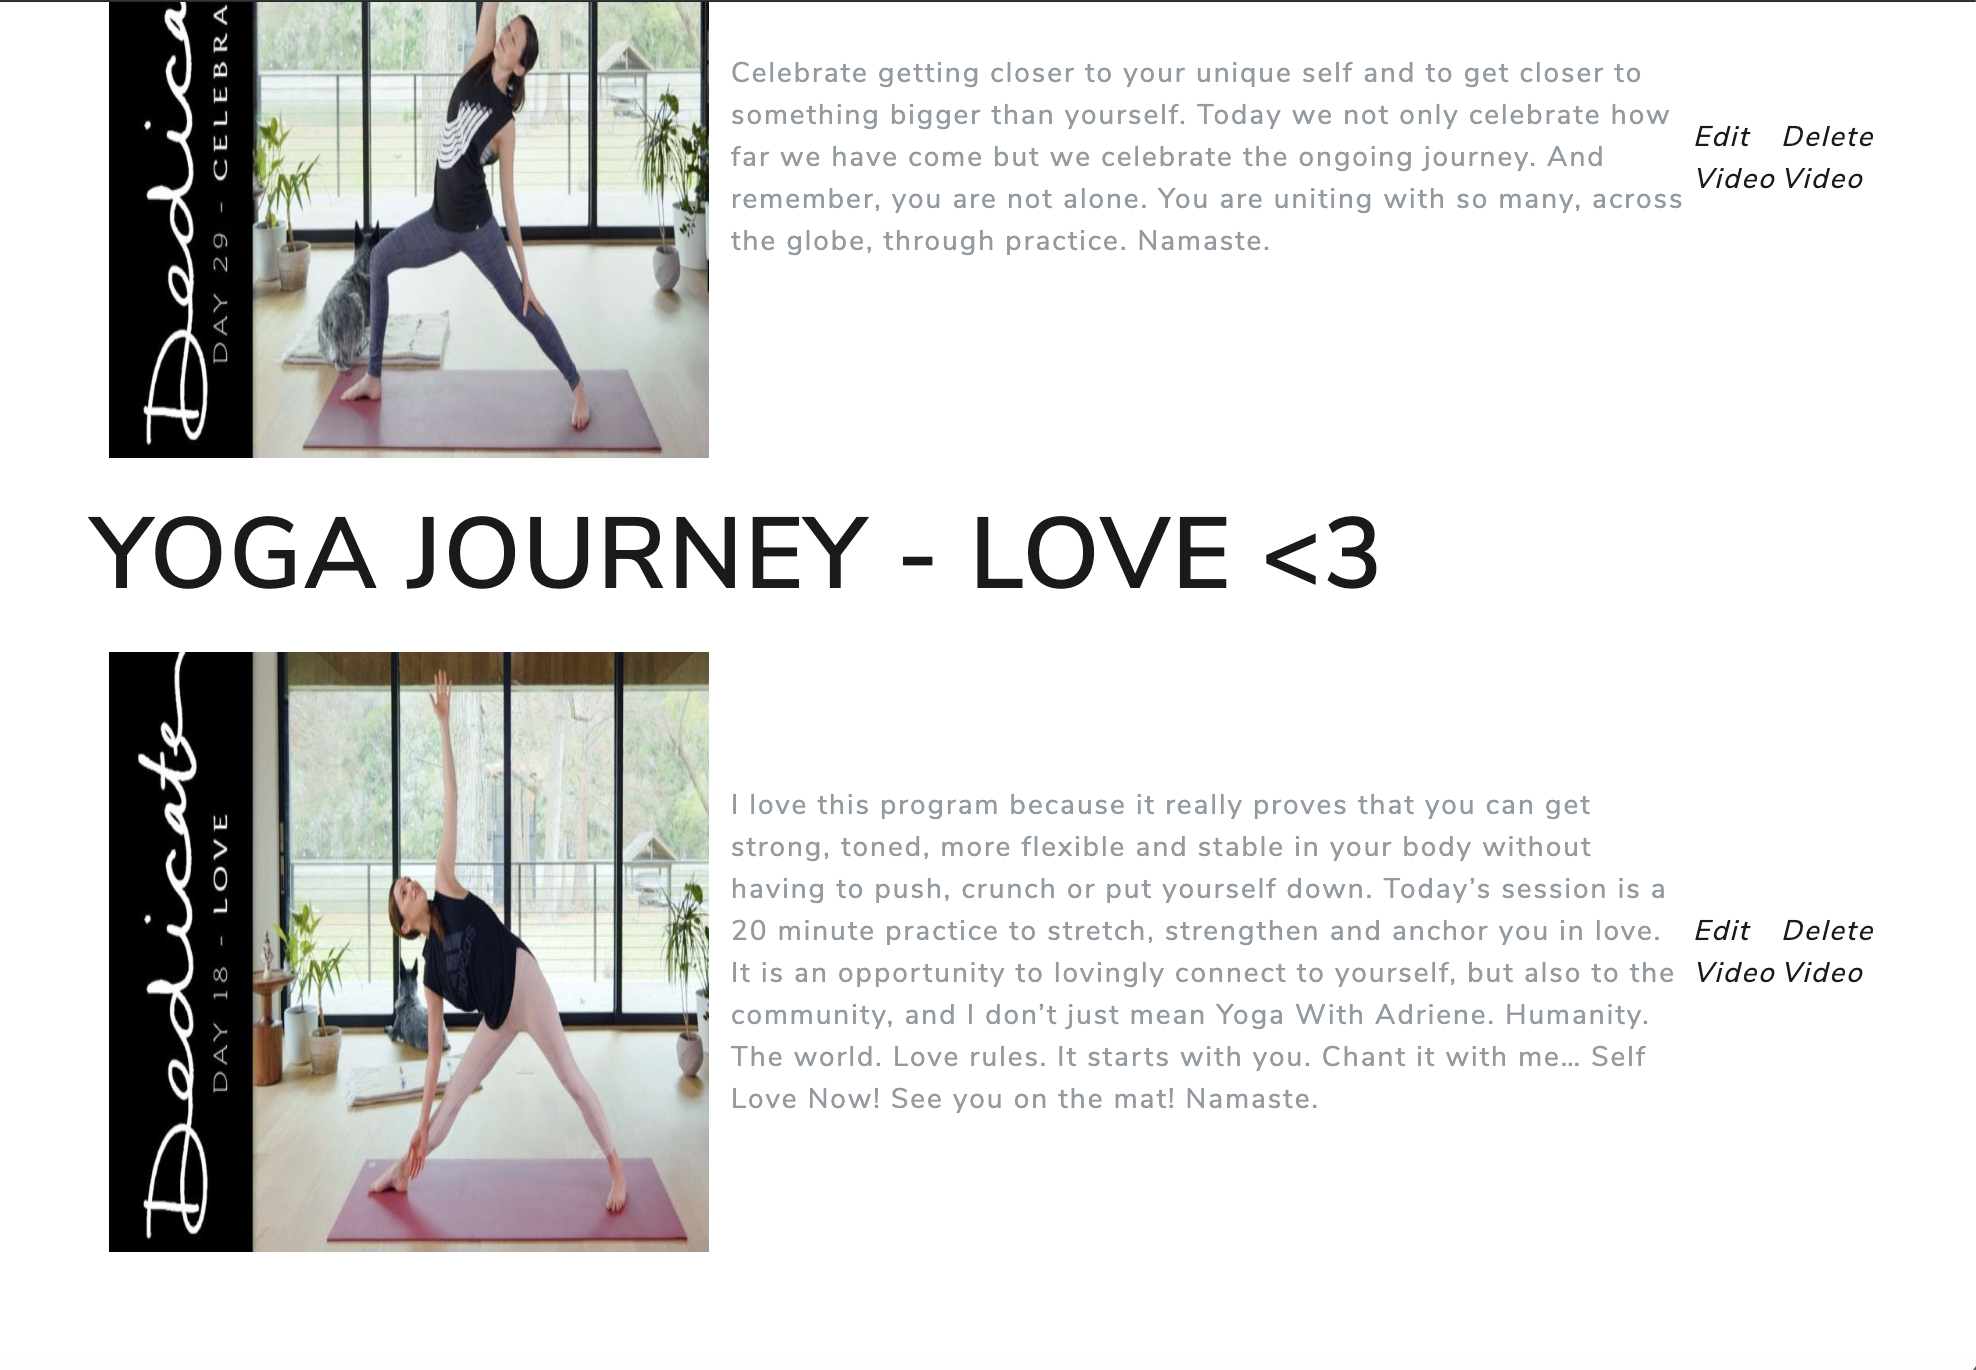 Dedica
DAY 29 - CELEBRA
Celebrate getting closer to your unique self and to get closer to
something bigger than yourself. Today we not only celebrate how
far we have come but we celebrate the ongoing journey. And
remember, you are not alone. You are uniting with so many, across
the globe, through practice. Namaste.
Edit Delete
Video Video
YOGA JOURNEY - LOVE <3
Dedicate
DAY 18 - LOVE
I love this program because it really proves that you can get
strong, toned, more flexible and stable in your body without
having to push, crunch or put yourself down. Today’s session is a
20 minute practice to stretch, strengthen and anchor you in love.
It is an opportunity to lovingly connect to yourself, but also to the
community, and I don’t just mean Yoga With Adriene. Humanity.
The world. Love rules. It starts with you. Chant it with me... Self
Love Now! See you on the mat! Namaste.
Edit Delete
Video Video